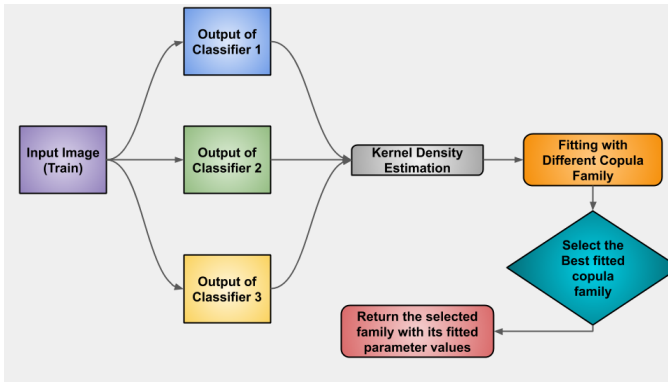 Output of
Classifier 1
Input Image
(Train)
Output of
Classifier 2
Output of
Classifier 3
Kernel Density
Estimation
Fitting with
Different Copula
Family
Select the
Best fitted
copula
family
Return the selected
family with its fitted
parameter values